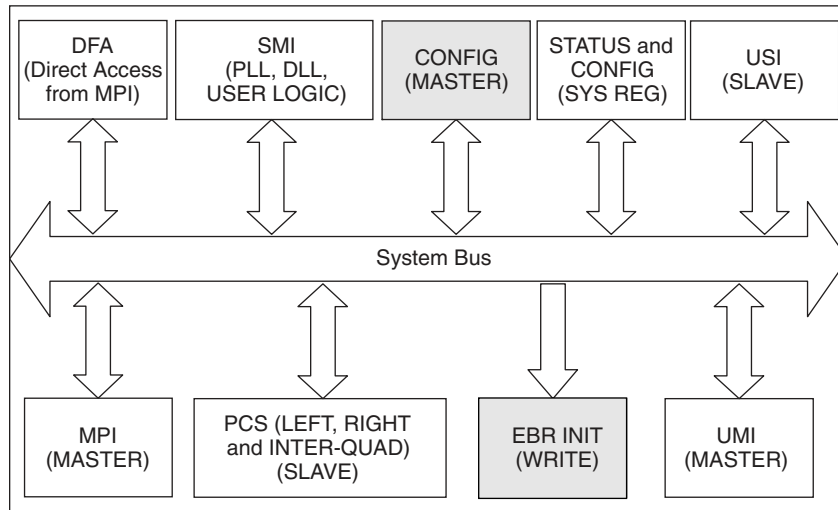 DFA
(Direct Access
from MPI)
SMI
(PLL, DLL,
USER LOGIC)
CONFIG
(MASTER)
STATUS and
CONFIG
(SYS REG)
USI
(SLAVE)
System Bus
MPI
(MASTER)
PCS (LEFT, RIGHT
and INTER-QUAD)
(SLAVE)
EBR INIT
(WRITE)
UMI
(MASTER)